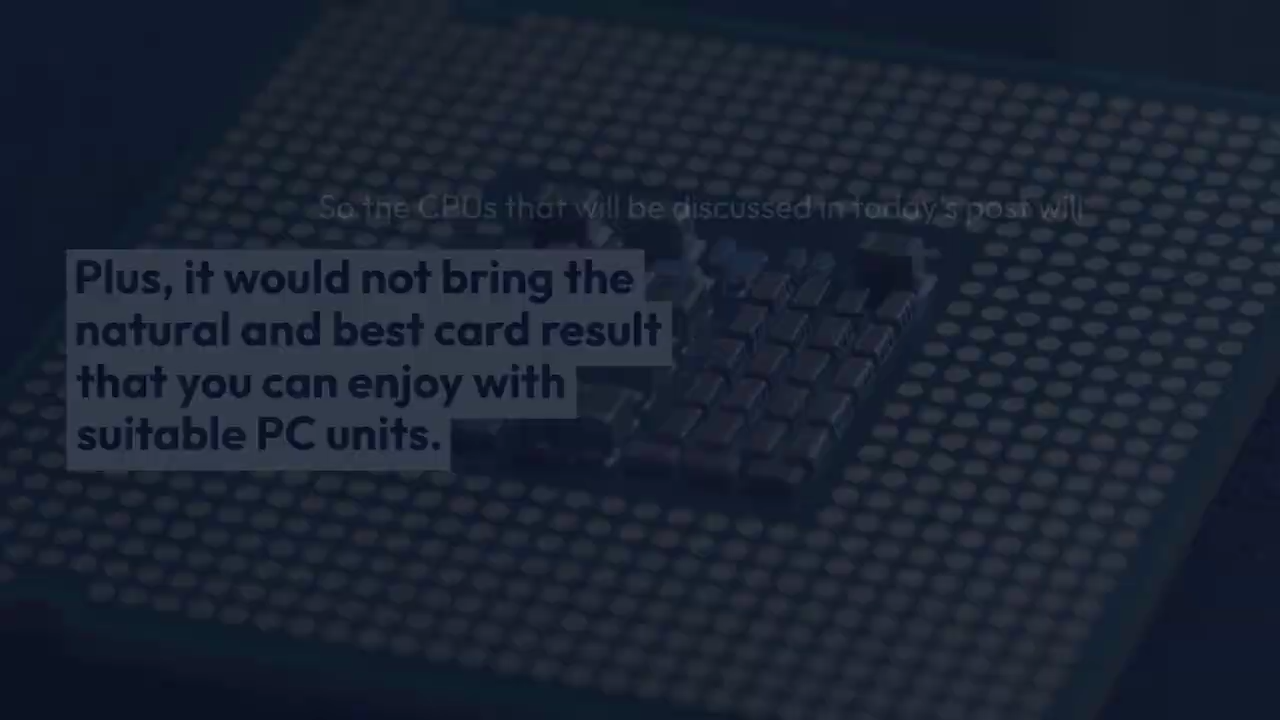 So the CPUs that will be discussed in today's post will
Plus, it would not bring the
natural and best card result
that you can enjoy with
suitable PC units.